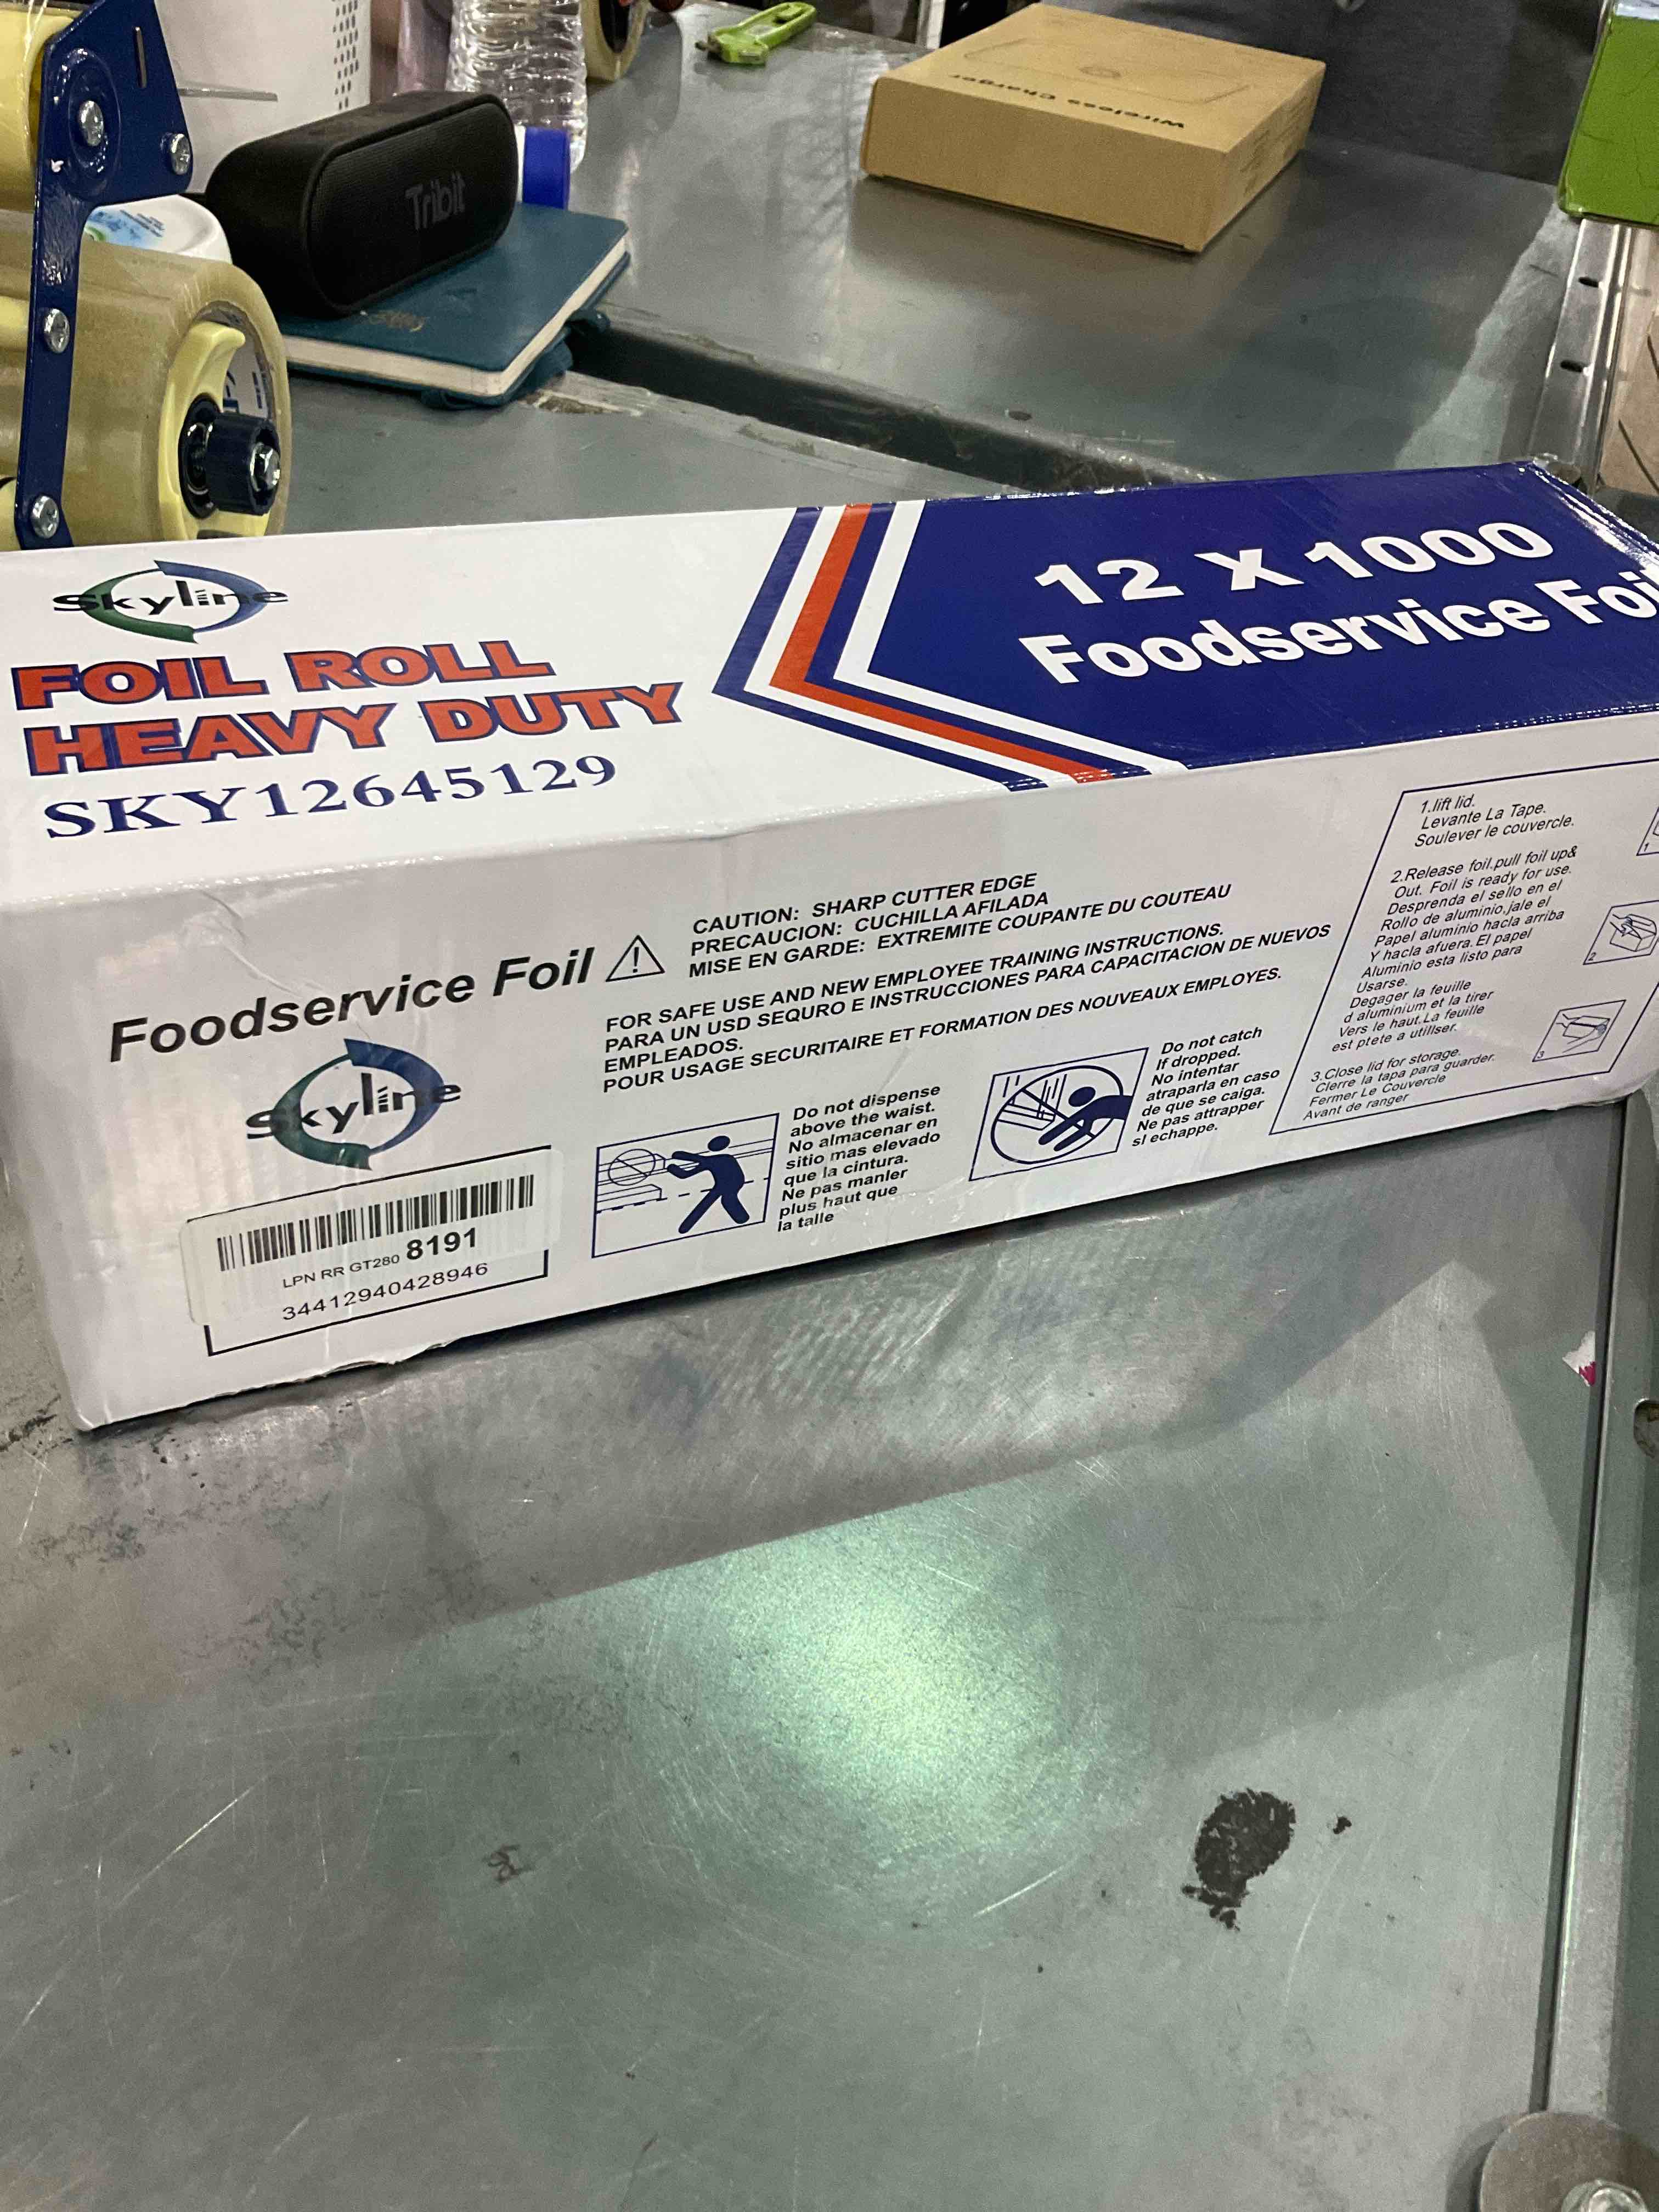 Tribit
Wireless Charger
Skyline
FOIL ROLL
HEAVY DUTY
SKY12645129
12 X 1000
Foodservice Foil
Foodservice Foil
Skyline
CAUTION: SHARP CUTTER EDGE
PRECAUCION: CUCHILLA AFILADA
MISE EN GARDE: EXTREMITE COUPANTE DU COUTEAU
FOR SAFE USE AND NEW EMPLOYEE TRAINING INSTRUCTIONS.
PARA UN USD SEQURO E INSTRUCCIONES PARA CAPACITACION DE NUEVOS
EMPLEADOS.
POUR USAGE SECURITAIRE ET FORMATION DES NOUVEAUX EMPLOYES.
Do not dispense
above the waist.
No almacenar en
sitio mas elevado
que la cintura.
Ne pas manler
plus haut que
la talle
Do not catch
If dropped.
No intentar
atraparla en caso
de que se caiga.
Ne pas attrapper
sl echappe.
1.lift lid.
Levante La Tape.
Soulever le couvercle.
2.Release foil.pull foil up&
Out. Foil is ready for use.
Desprenda el sello en el
Rollo de aluminio.jale el
Papel aluminio hacla arriba
Y hacla afuera. El papel
Aluminio esta listo para
Usarse.
Degager la feuille
d aluminium et la tirer
Vers le haut.La feuille
est ptete a utillser.
3.Close lid for storage.
Clerre la tapa para guarder.
Fermer Le Couvercle
Avant de ranger
1
2
3
LPN RR GT280 8191
34412940428946